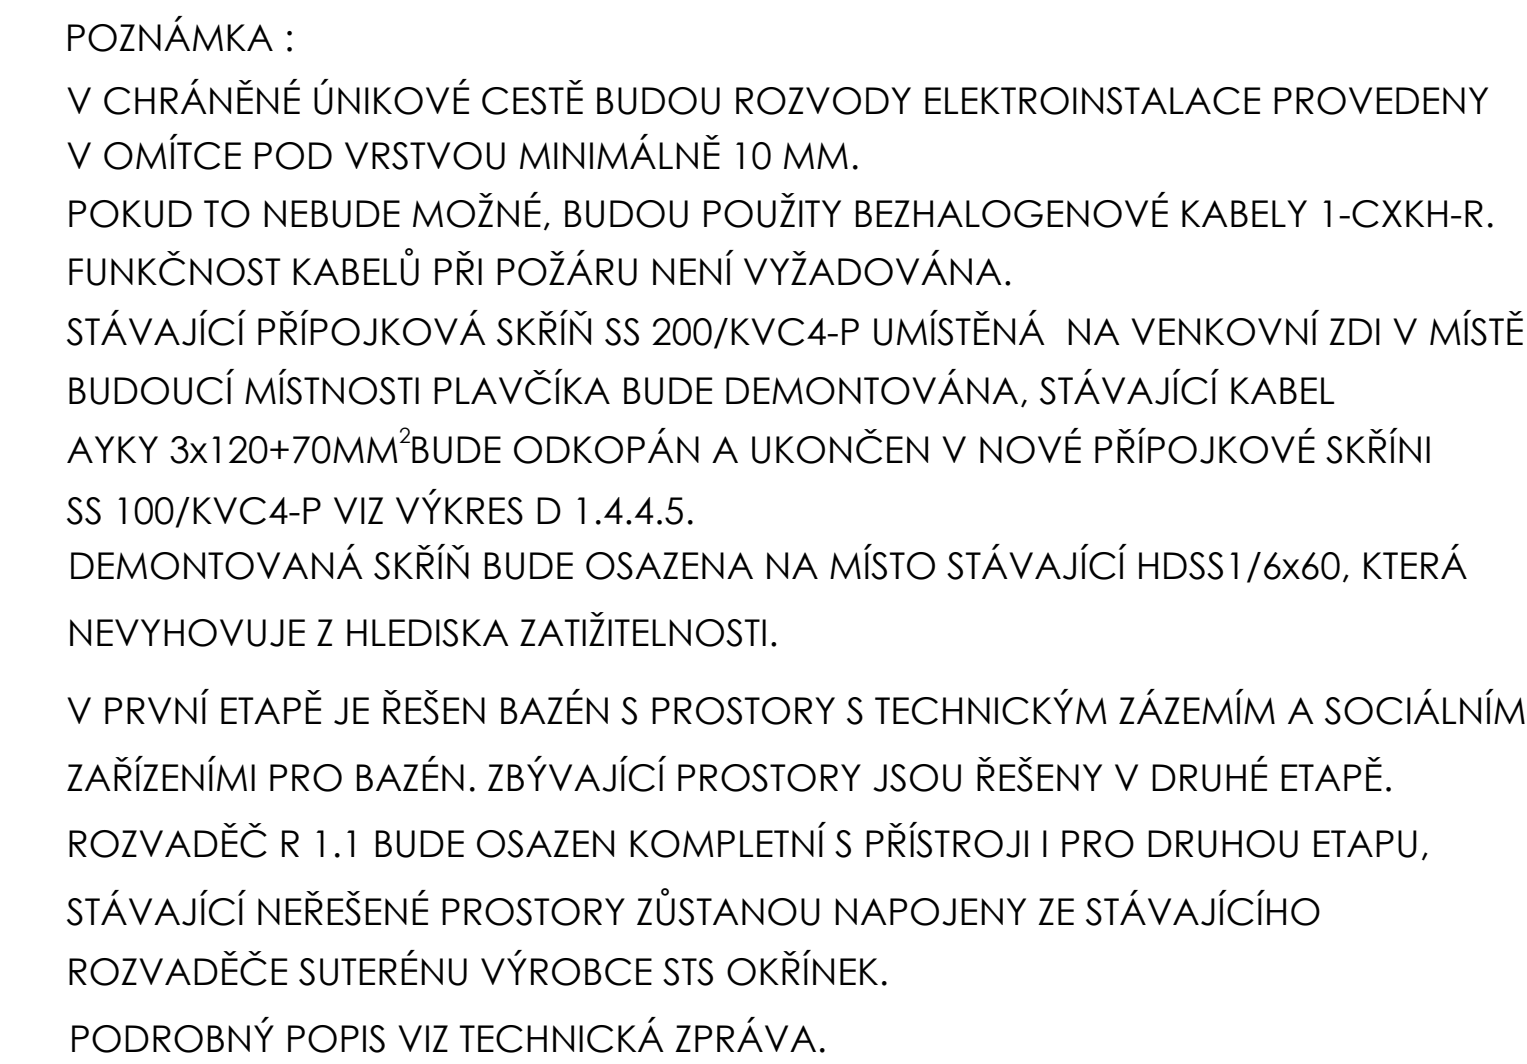 POZNÁMKA :
V CHRÁNĚNÉ ÚNIKOVÉ CESTĚ BUDOU ROZVODY ELEKTROINSTALACE PROVEDENY
V OMÍTCE POD VRSTVOU MINIMÁLNĚ 10 MM.
POKUD TO NEBUDE MOŽNÉ, BUDOU POUŽITY BEZHALOGENOVÉ KABELY 1-CXKH-R.
FUNKČNOST KABELŮ PŘI POŽÁRU NENÍ VYŽADOVÁNA.
STÁVAJÍCÍ PŘÍPOJKOVÁ SKŘÍŇ SS 200/KVC4-P UMÍSTĚNÁ  NA VENKOVNÍ ZDI V MÍSTĚ
BUDOUCÍ MÍSTNOSTI PLAVČÍKA BUDE DEMONTOVÁNA, STÁVAJÍCÍ KABEL
AYKY 3x120+70MM²BUDE ODKOPÁN A UKONČEN V NOVÉ PŘÍPOJKOVÉ SKŘÍNI
SS 100/KVC4-P VIZ VÝKRES D 1.4.4.5.
DEMONTOVANÁ SKŘÍŇ BUDE OSAZENA NA MÍSTO STÁVAJÍCÍ HDSS1/6x60, KTERÁ
NEVYHOVUJE Z HLEDISKA ZATIŽITELNOSTI.
V PRVNÍ ETAPĚ JE ŘEŠEN BAZÉN S PROSTORY S TECHNICKÝM ZÁZEMÍM A SOCIÁLNÍM
ZAŘÍZENÍMI PRO BAZÉN. ZBÝVAJÍCÍ PROSTORY JSOU ŘEŠENY V DRUHÉ ETAPĚ.
ROZVADĚČ R 1.1 BUDE OSAZEN KOMPLETNÍ S PŘÍSTROJI I PRO DRUHOU ETAPU,
STÁVAJÍCÍ NEŘEŠENÉ PROSTORY ZŮSTANOU NAPOJENY ZE STÁVAJÍCÍHO
ROZVADĚČE SUTERÉNU VÝROBCE STS OKŘÍNEK.
PODROBNÝ POPIS VIZ TECHNICKÁ ZPRÁVA.